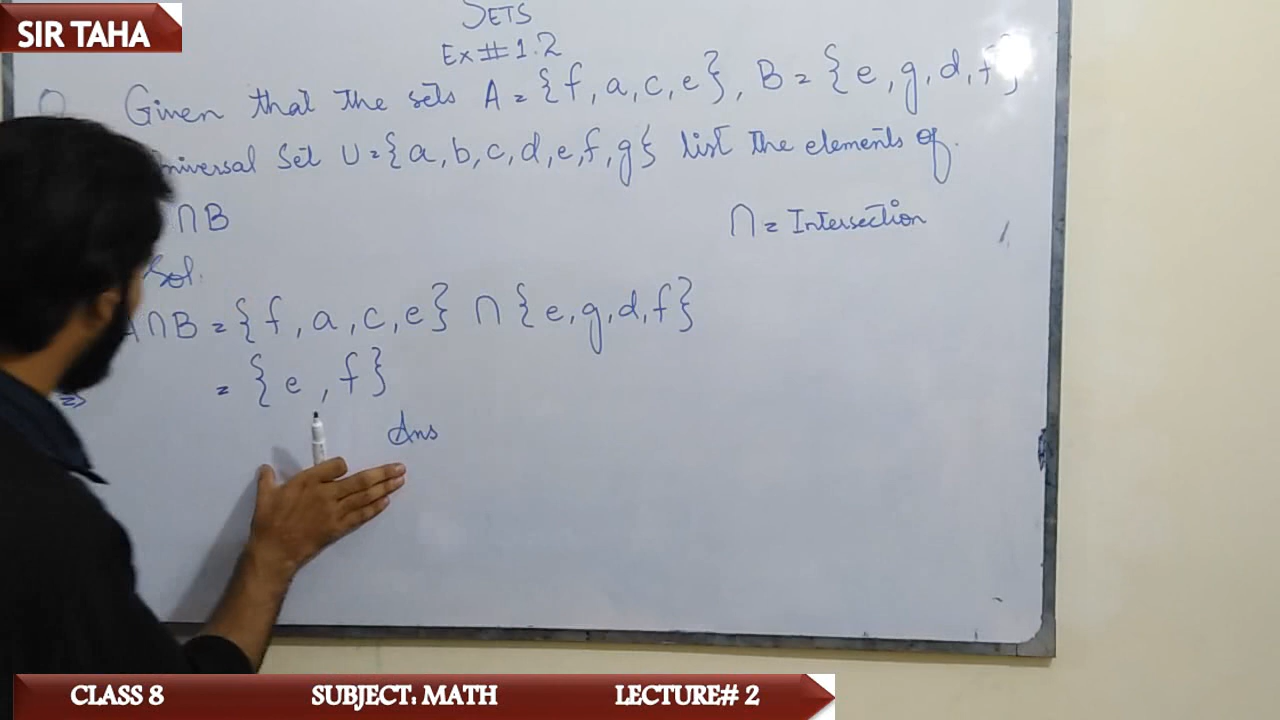 SIR TAHA
SETS
Ex # 1.2
Q Given that the sets A = {f, a, c, e}, B = {e, g, d, f}
niversal Set U = {a, b, c, d, e, f, g} list the elements of.
∩B
∩ = Intersection
Sol.
A∩B = {f, a, c, e} ∩ {e, g, d, f}
⇒ = {e, f}
Ans
CLASS 8 SUBJECT: MATH LECTURE# 2